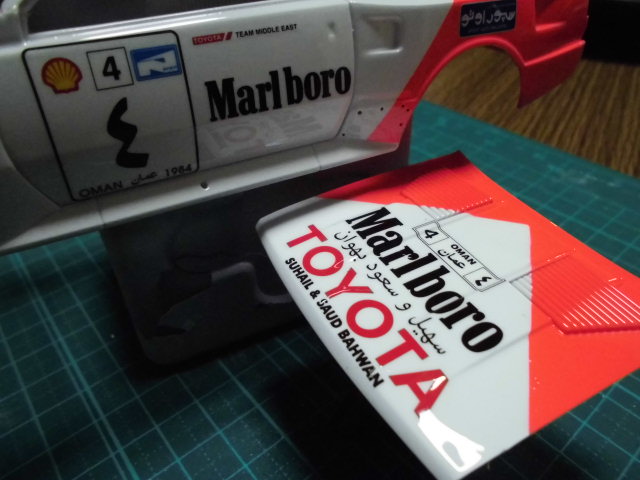 TOYOTA TEAM MIDDLE EAST
4
Marlboro
٤
OMAN عمان 1984
سپورأوتو
Marlboro
4 OMAN عمان ٤
سهيل و سعود بهوان
TOYOTA
SUHAIL & SAUD BAHWAN